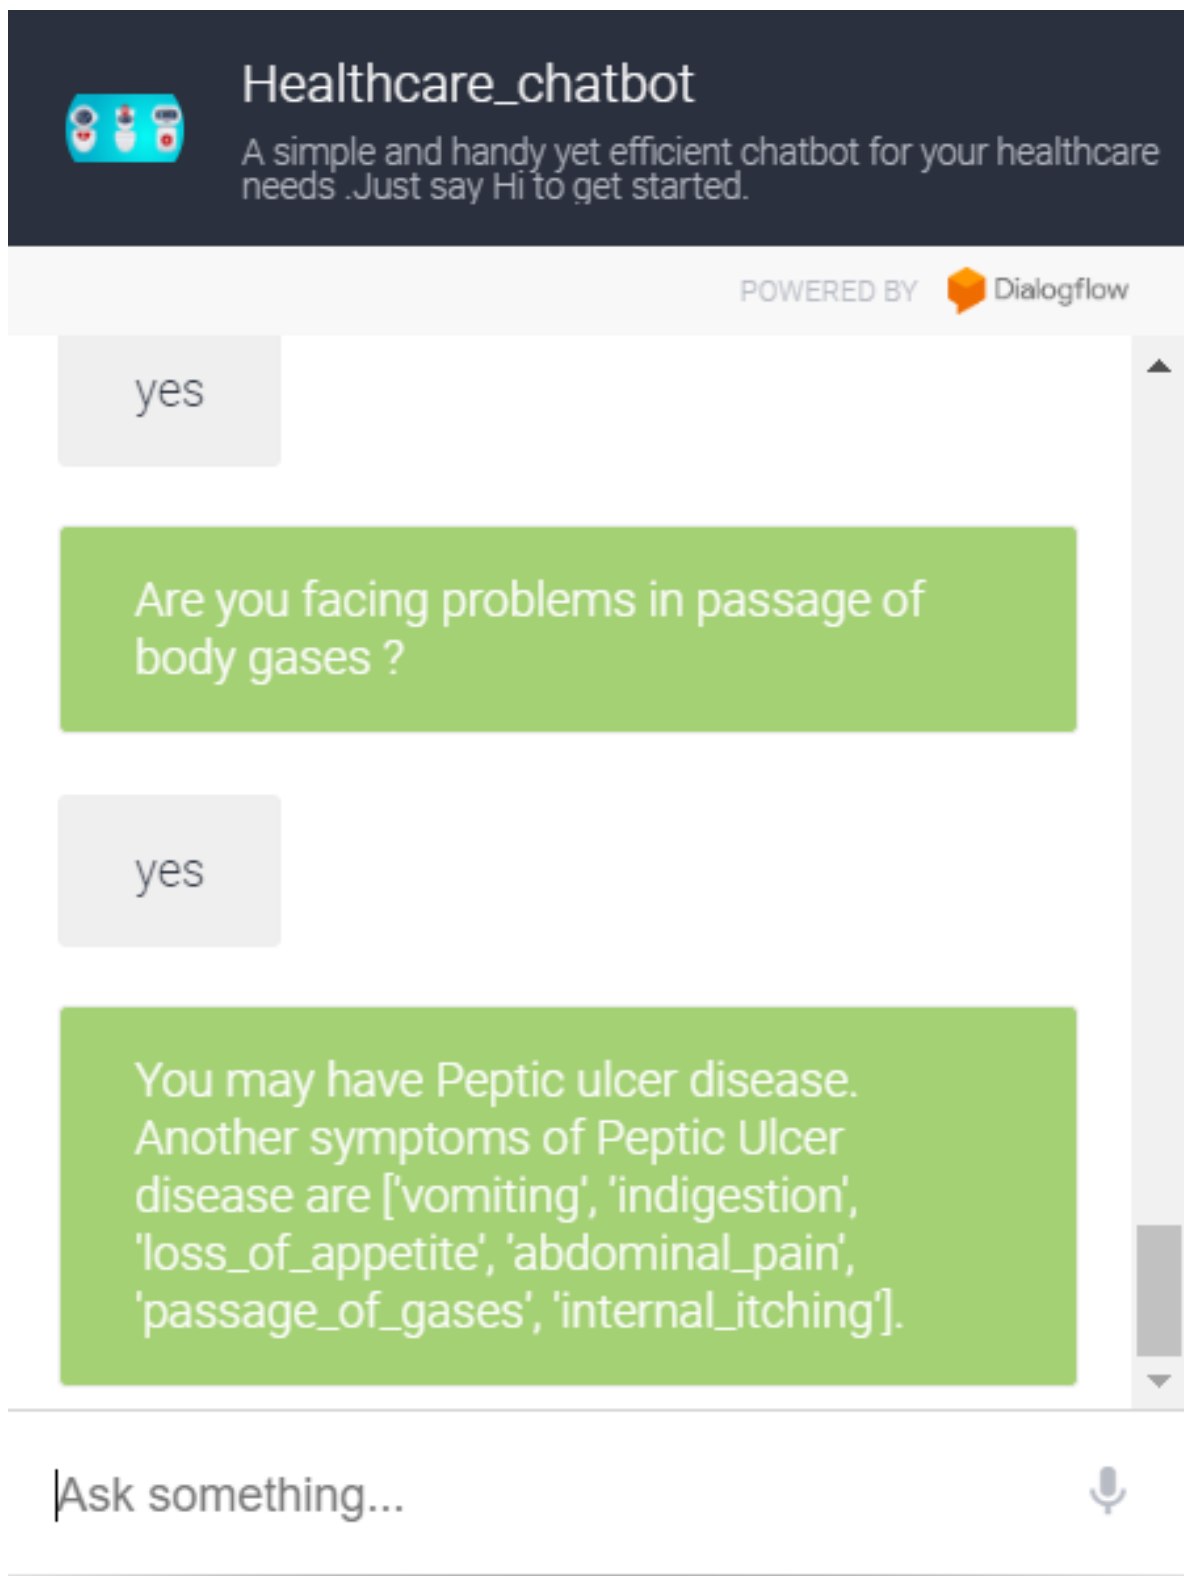 Healthcare_chatbot
A simple and handy yet efficient chatbot for your healthcare
needs .Just say Hi to get started.
POWERED BY Dialogflow
yes
Are you facing problems in passage of
body gases ?
yes
You may have Peptic ulcer disease.
Another symptoms of Peptic Ulcer
disease are ['vomiting', 'indigestion',
'loss_of_appetite', 'abdominal_pain',
'passage_of_gases', 'internal_itching'].
Ask something...